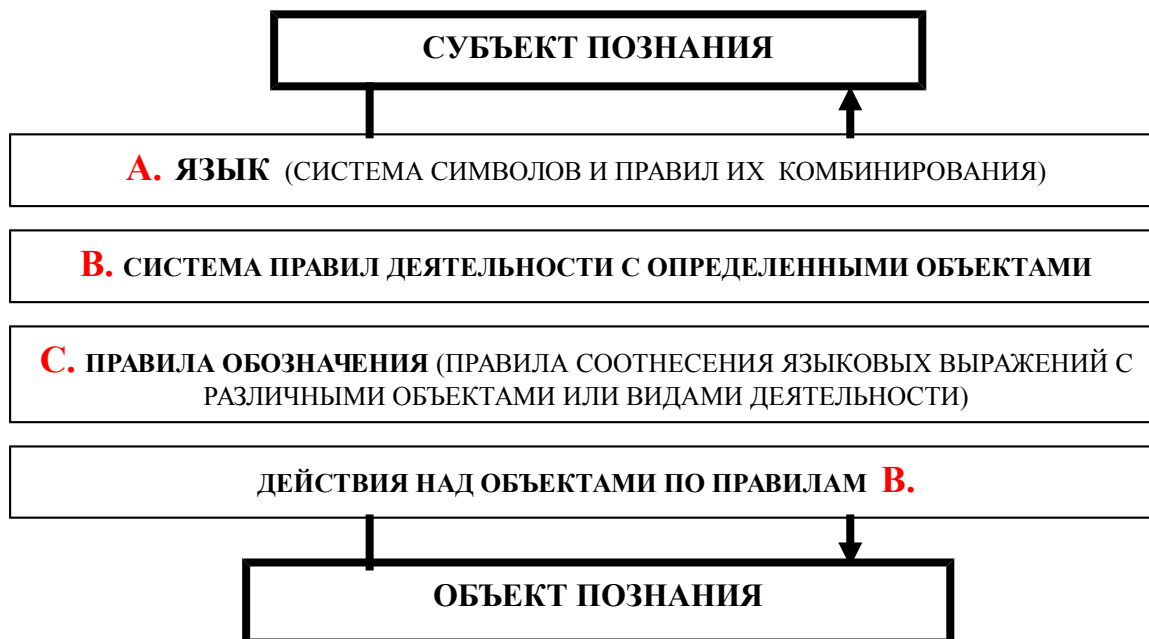 СУБЪЕКТ ПОЗНАНИЯ
А. ЯЗЫК (СИСТЕМА СИМВОЛОВ И ПРАВИЛ ИХ КОМБИНИРОВАНИЯ)
В. СИСТЕМА ПРАВИЛ ДЕЯТЕЛЬНОСТИ С ОПРЕДЕЛЕННЫМИ ОБЪЕКТАМИ
С. ПРАВИЛА ОБОЗНАЧЕНИЯ (ПРАВИЛА СООТНЕСЕНИЯ ЯЗЫКОВЫХ ВЫРАЖЕНИЙ С
РАЗЛИЧНЫМИ ОБЪЕКТАМИ ИЛИ ВИДАМИ ДЕЯТЕЛЬНОСТИ)
ДЕЙСТВИЯ НАД ОБЪЕКТАМИ ПО ПРАВИЛАМ В.
ОБЪЕКТ ПОЗНАНИЯ